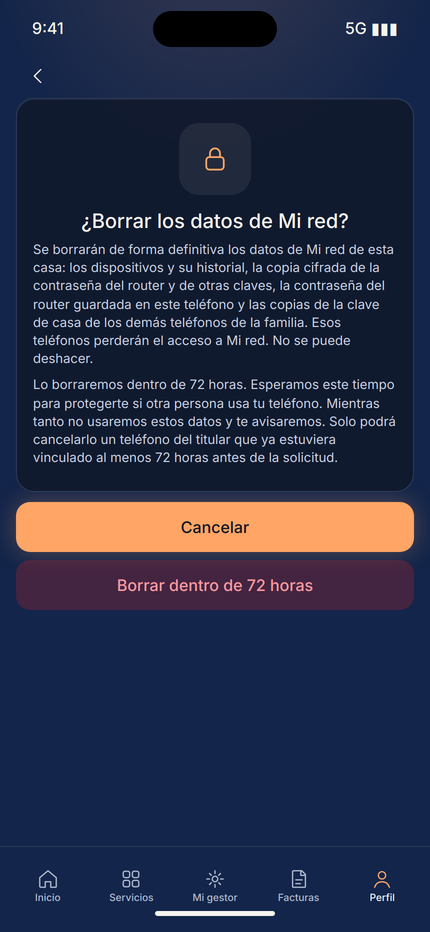 9:41
5G
¿Borrar los datos de Mi red?
Se borrarán de forma definitiva los datos de Mi red de esta
casa: los dispositivos y su historial, la copia cifrada de la
contraseña del router y de otras claves, la contraseña del
router guardada en este teléfono y las copias de la clave
de casa de los demás teléfonos de la familia. Esos
teléfonos perderán el acceso a Mi red. No se puede
deshacer.
Lo borraremos dentro de 72 horas. Esperamos este tiempo
para protegerte si otra persona usa tu teléfono. Mientras
tanto no usaremos estos datos y te avisaremos. Solo podrá
cancelarlo un teléfono del titular que ya estuviera
vinculado al menos 72 horas antes de la solicitud.
Cancelar
Borrar dentro de 72 horas
Inicio
Servicios
Mi gestor
Facturas
Perfil